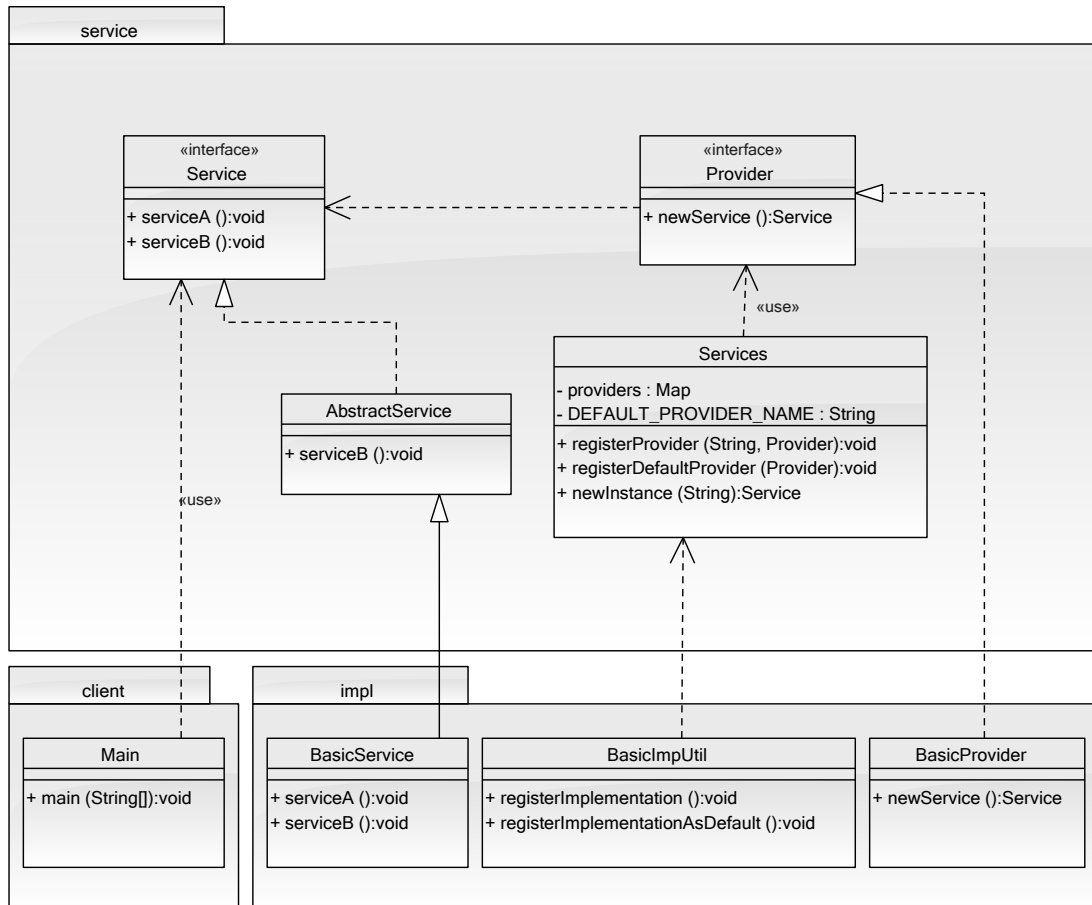 service
«interface»
Service
+ serviceA ():void
+ serviceB ():void
«interface»
Provider
+ newService ():Service
«use»
Services
- providers : Map
- DEFAULT_PROVIDER_NAME : String
+ registerProvider (String, Provider):void
+ registerDefaultProvider (Provider):void
+ newInstance (String):Service
AbstractService
+ serviceB ():void
«use»
client
Main
+ main (String[]):void
impl
BasicService
+ serviceA ():void
+ serviceB ():void
BasicImpUtil
+ registerImplementation ():void
+ registerImplementationAsDefault ():void
BasicProvider
+ newService ():Service